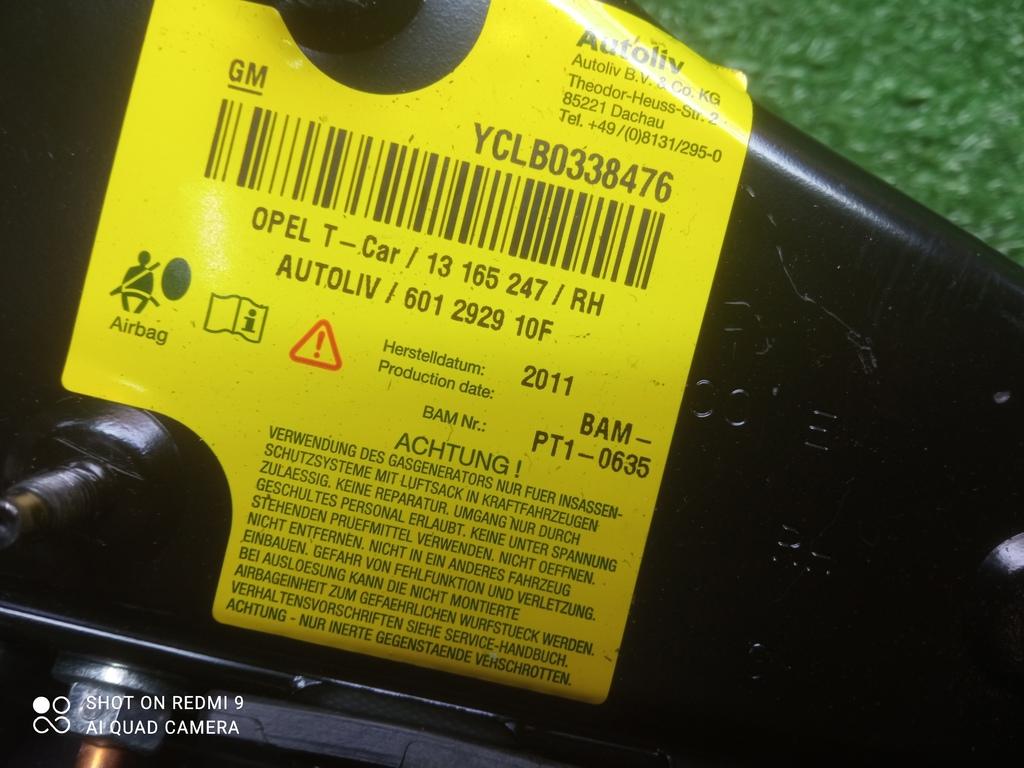 Autoliv
Autoliv B.V. & Co. KG
Theodor-Heuss-Str. 2
85221 Dachau
Tel. +49/(0)8131/295-0
GM
YCLB0338476
OPEL T-Car / 13 165 247 / RH
AUTOLIV / 601 2929 10F
Airbag
Herstelldatum:
Production date: 2011
BAM Nr.: BAM-
PT1-0635
ACHTUNG !
VERWENDUNG DES GASGENERATORS NUR FUER INSASSEN-
SCHUTZSYSTEME MIT LUFTSACK IN KRAFTFAHRZEUGEN
ZULAESSIG. KEINE REPARATUR. UMGANG NUR DURCH
GESCHULTES PERSONAL ERLAUBT. KEINE UNTER SPANNUNG
STEHENDEN PRUEFMITTEL VERWENDEN. NICHT OEFFNEN.
NICHT ENTFERNEN. NICHT IN EIN ANDERES FAHRZEUG
EINBAUEN. GEFAHR VON FEHLFUNKTION UND VERLETZUNG.
BEI AUSLOESUNG KANN DIE NICHT MONTIERTE
AIRBAGEINHEIT ZUM GEFAEHRLICHEN WURFSTUECK WERDEN.
VERHALTENSVORSCHRIFTEN SIEHE SERVICE-HANDBUCH.
ACHTUNG - NUR INERTE GEGENSTAENDE VERSCHROTTEN.
SHOT ON REDMI 9
AI QUAD CAMERA